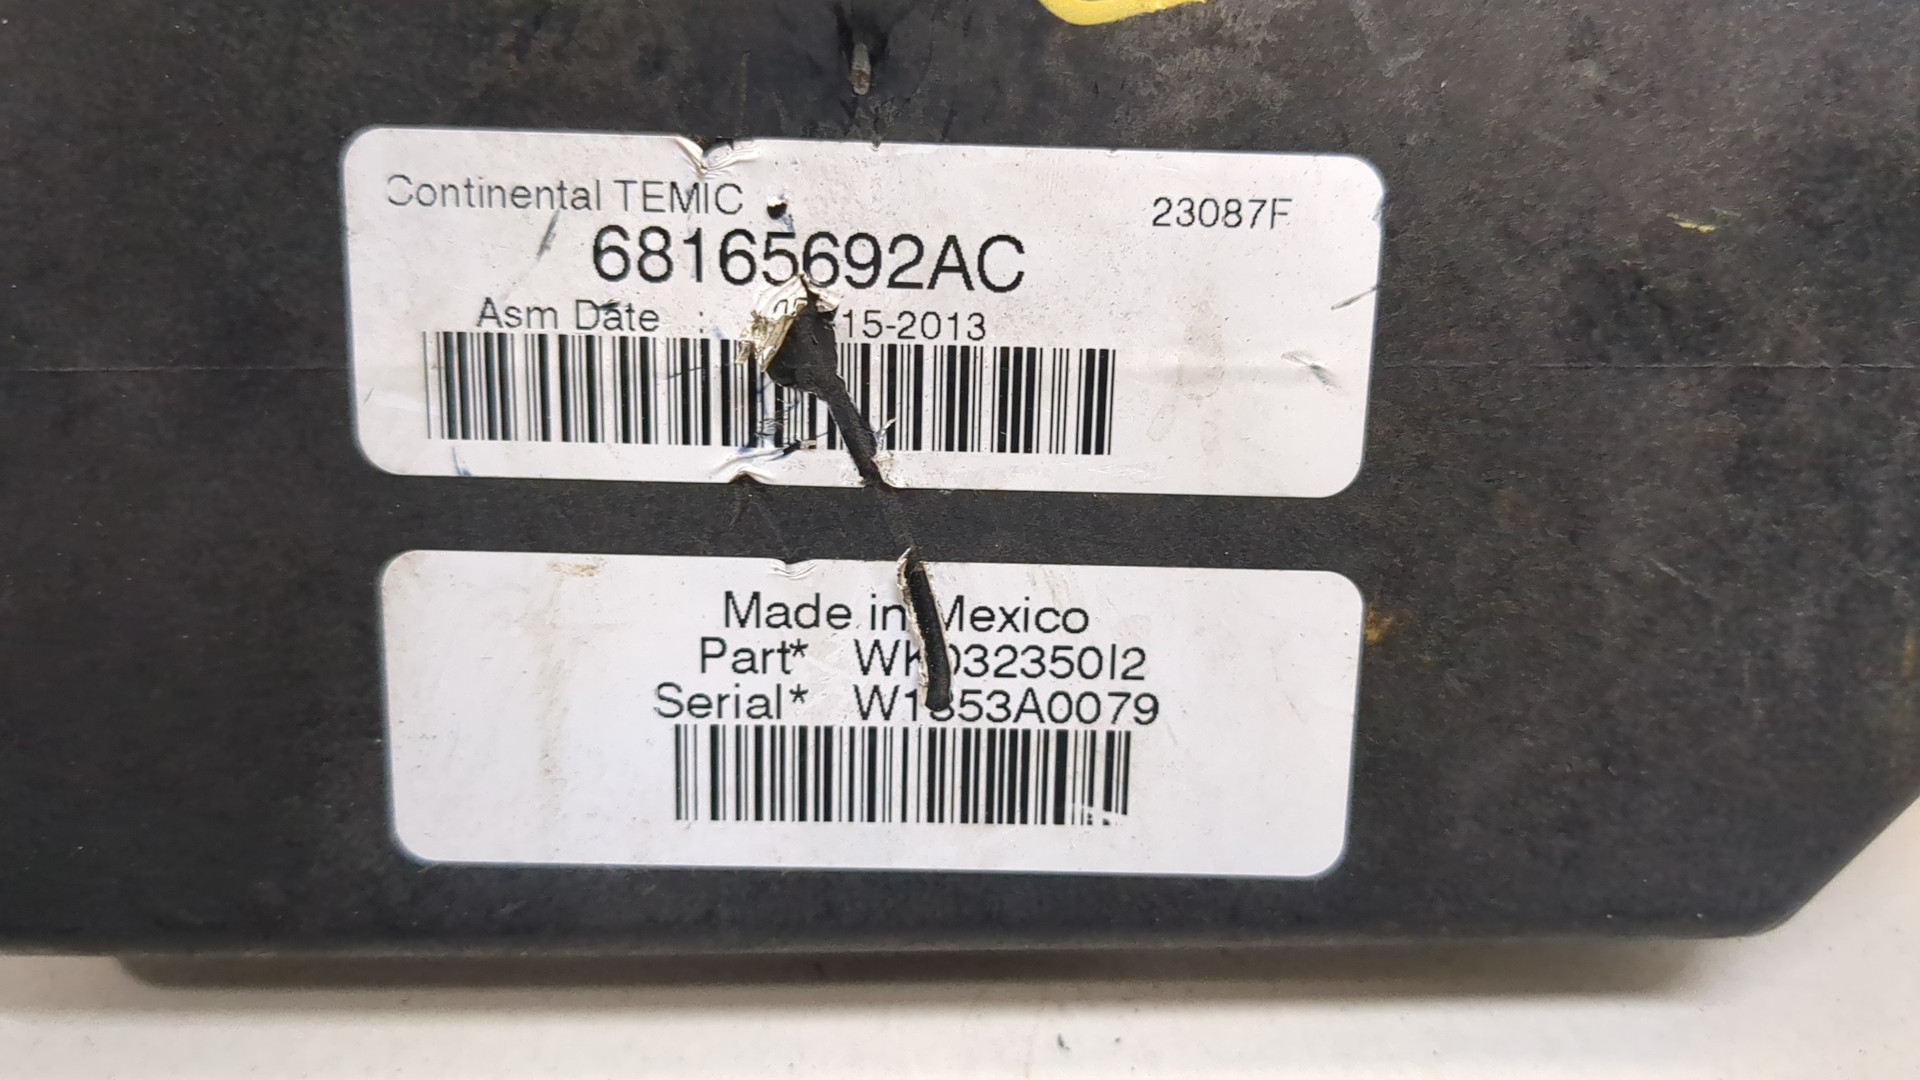 Continental TEMIC
23087F
68165692AC
Asm Date : 15-2013
Made in Mexico
Part*
Serial*